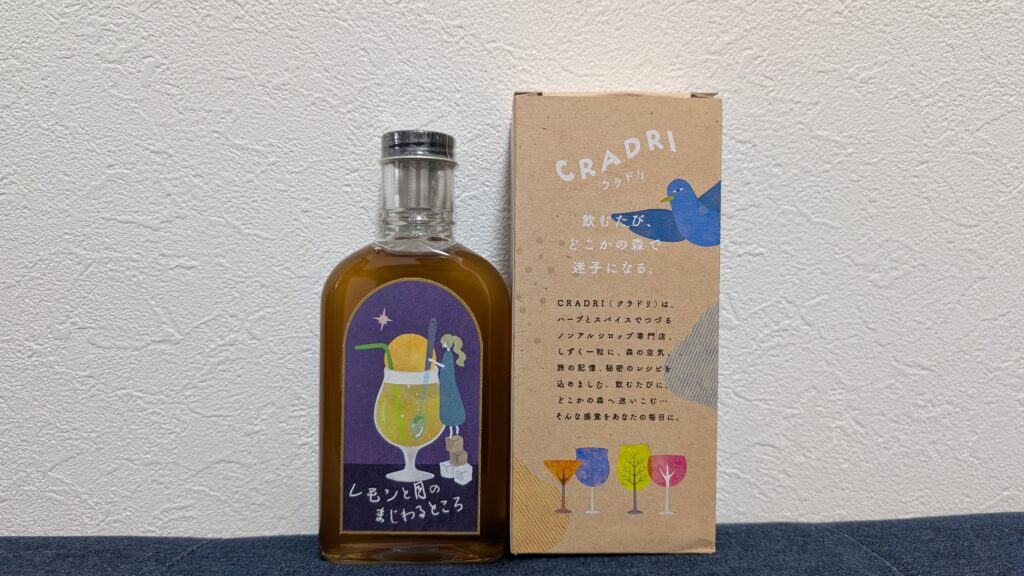 レモンと月の
まじわるところ
CRADRI
クラドリ
飲むたび、
どこかの森で
迷子になる。
CRADRI(クラドリ)は、
ハーブとスパイスでつづる
ノンアルシロップ専門店。
しずく一粒に、森の空気、
旅の記憶、秘密のレシピを
込めました。飲むたびに、
どこかの森へ迷いこむ…
そんな感覚をあなたの毎日に。